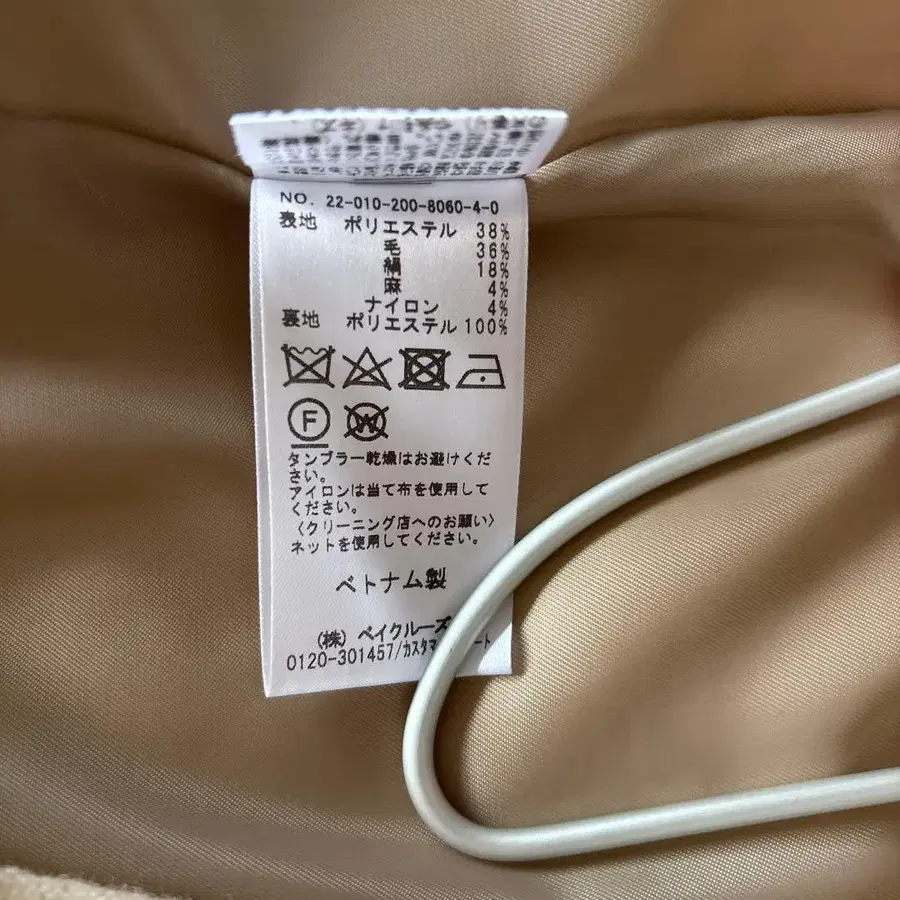 NO. 22-010-200-8060-4-0
表地 ポリエステル 38%
毛 36%
絹 18%
麻 4%
ナイロン 4%
裏地 ポリエステル 100%
F
W
タンブラー乾燥はお避けくだ
さい。
アイロンは当て布を使用して
ください。
〈クリーニング店へのお願い〉
ネットを使用してください。
ベトナム製
(株) ベイクルーズ
0120-301457/カスタマ ート